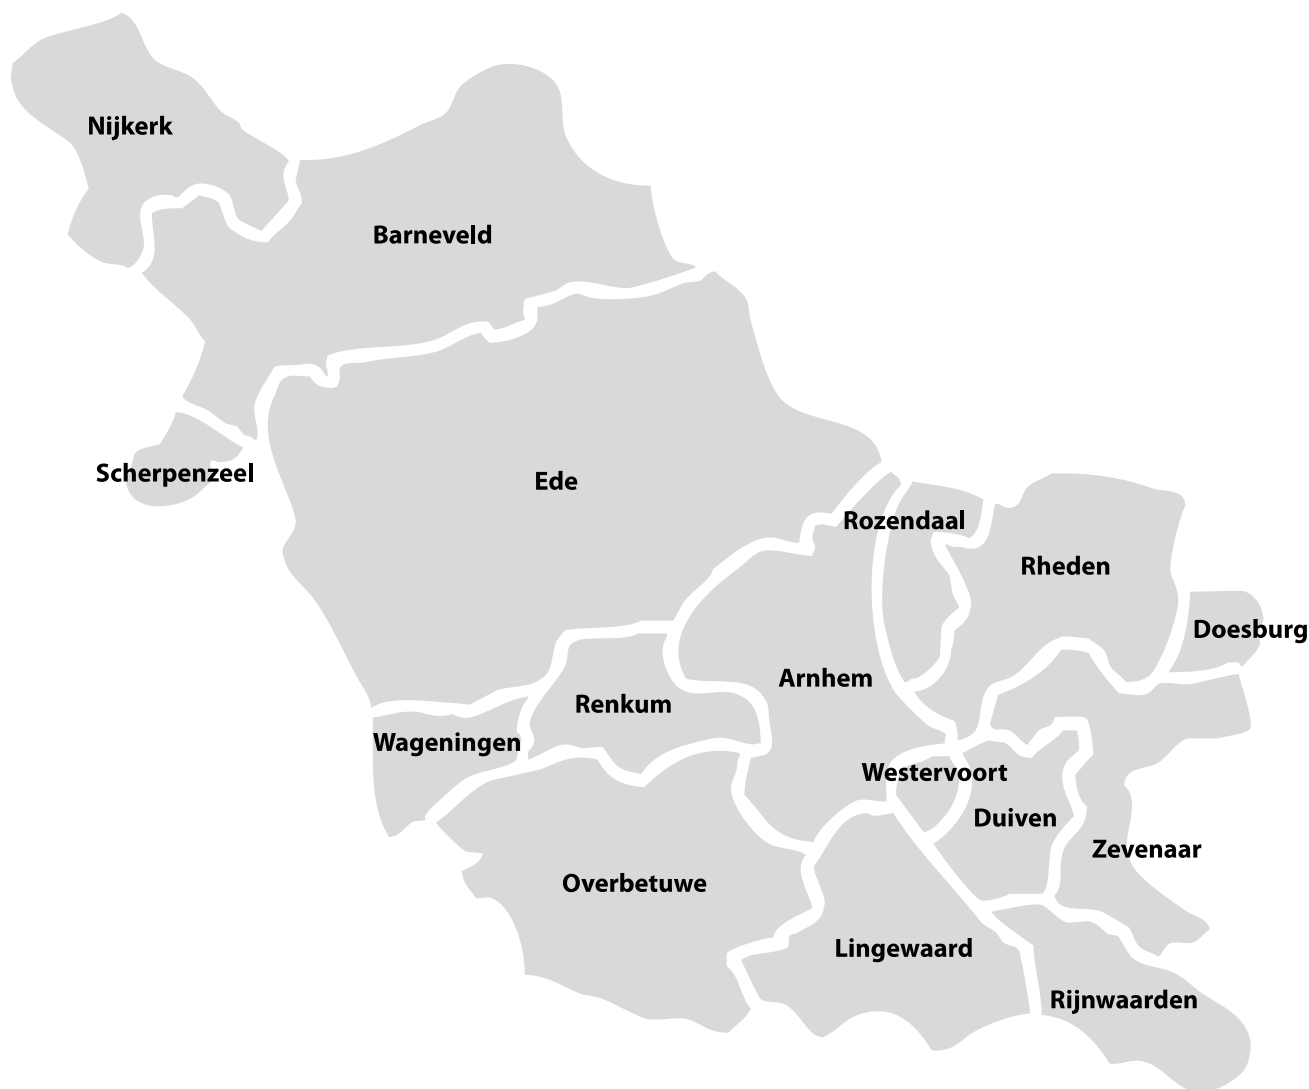 Nijkerk
Barneveld
Scherpenzeel
Ede
Rozendaal
Rheden
Doesburg
Arnhem
Renkum
Wageningen
Westervoort
Duiven
Zevenaar
Overbetuwe
Lingewaard
Rijnwaarden